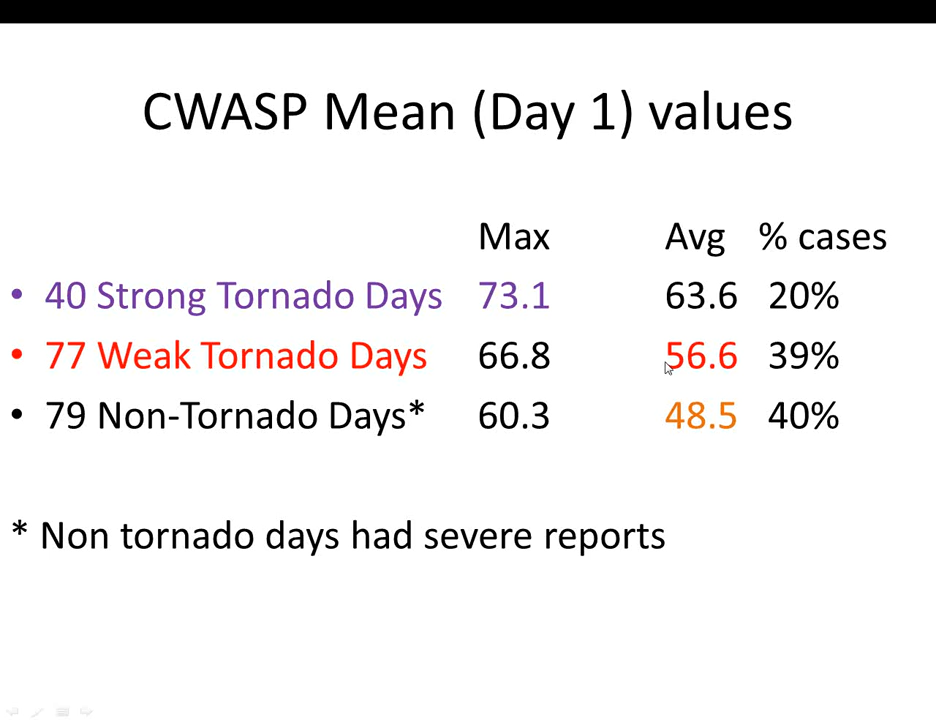 CWASP Mean (Day 1) values
Max Avg % cases
• 40 Strong Tornado Days 73.1 63.6 20%
• 77 Weak Tornado Days 66.8 56.6 39%
• 79 Non-Tornado Days* 60.3 48.5 40%
* Non tornado days had severe reports